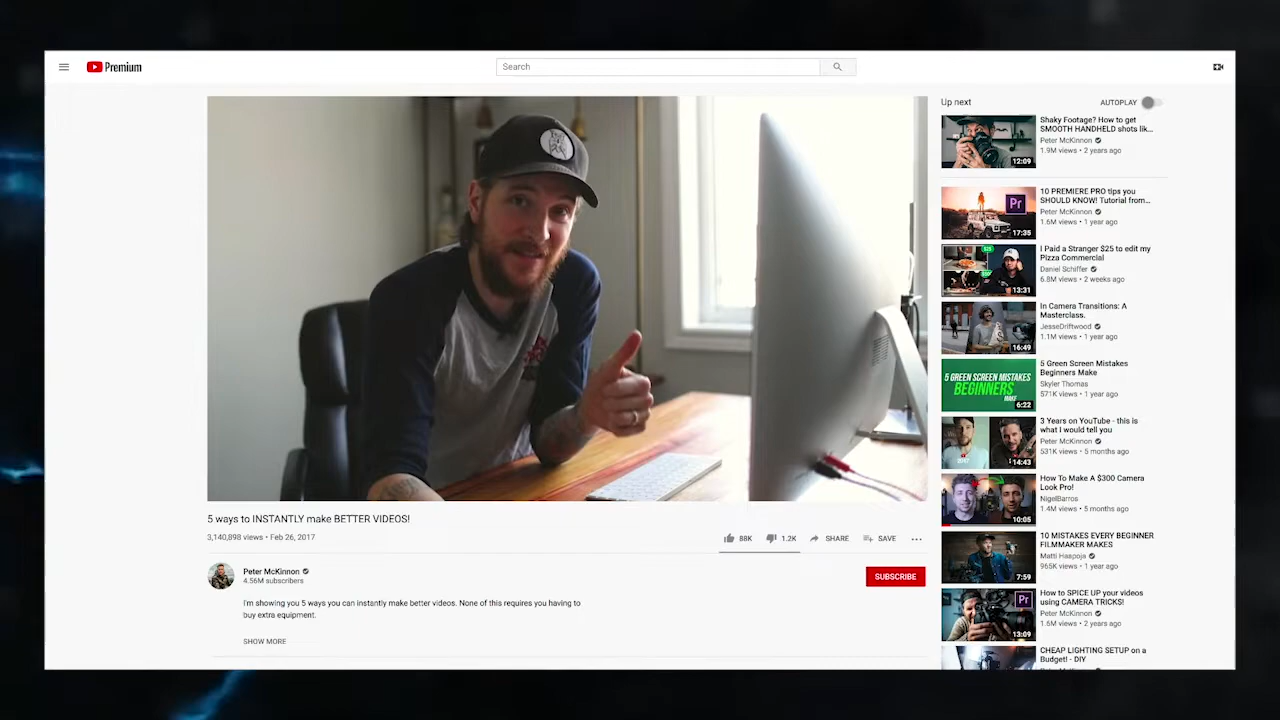 Premium
Search
Up next
AUTOPLAY
Shaky Footage? How to get
SMOOTH HANDHELD shots lik...
Peter McKinnon
1.9M views • 2 years ago
12:09
10 PREMIERE PRO tips you
SHOULD KNOW! Tutorial from...
Peter McKinnon
1.6M views • 1 year ago
Pr
17:35
I Paid a Stranger $25 to edit my
Pizza Commercial
Daniel Schiffer
6.8M views • 2 weeks ago
13:31
In Camera Transitions: A
Masterclass.
JesseDriftwood
1.1M views • 1 year ago
16:49
5 Green Screen Mistakes
Beginners Make
Skyler Thomas
571K views • 1 year ago
5 GREEN SCREEN MISTAKES
BEGINNERS
MAKE
6:22
3 Years on YouTube - this is
what I would tell you
Peter McKinnon
531K views • 5 months ago
14:43
How To Make A $300 Camera
Look Pro!
NigelBarros
1.4M views • 5 months ago
10:05
10 MISTAKES EVERY BEGINNER
FILMMAKER MAKES
Matti Haapoja
965K views • 1 year ago
7:59
How to SPICE UP your videos
using CAMERA TRICKS!
Peter McKinnon
1.6M views • 2 years ago
Pr
13:09
CHEAP LIGHTING SETUP on a
Budget! - DIY
5 ways to INSTANTLY make BETTER VIDEOS!
3,140,898 views • Feb 26, 2017
88K
1.2K
SHARE
SAVE
Peter McKinnon
4.56M subscribers
SUBSCRIBE
I'm showing you 5 ways you can instantly make better videos. None of this requires you having to
buy extra equipment.
SHOW MORE